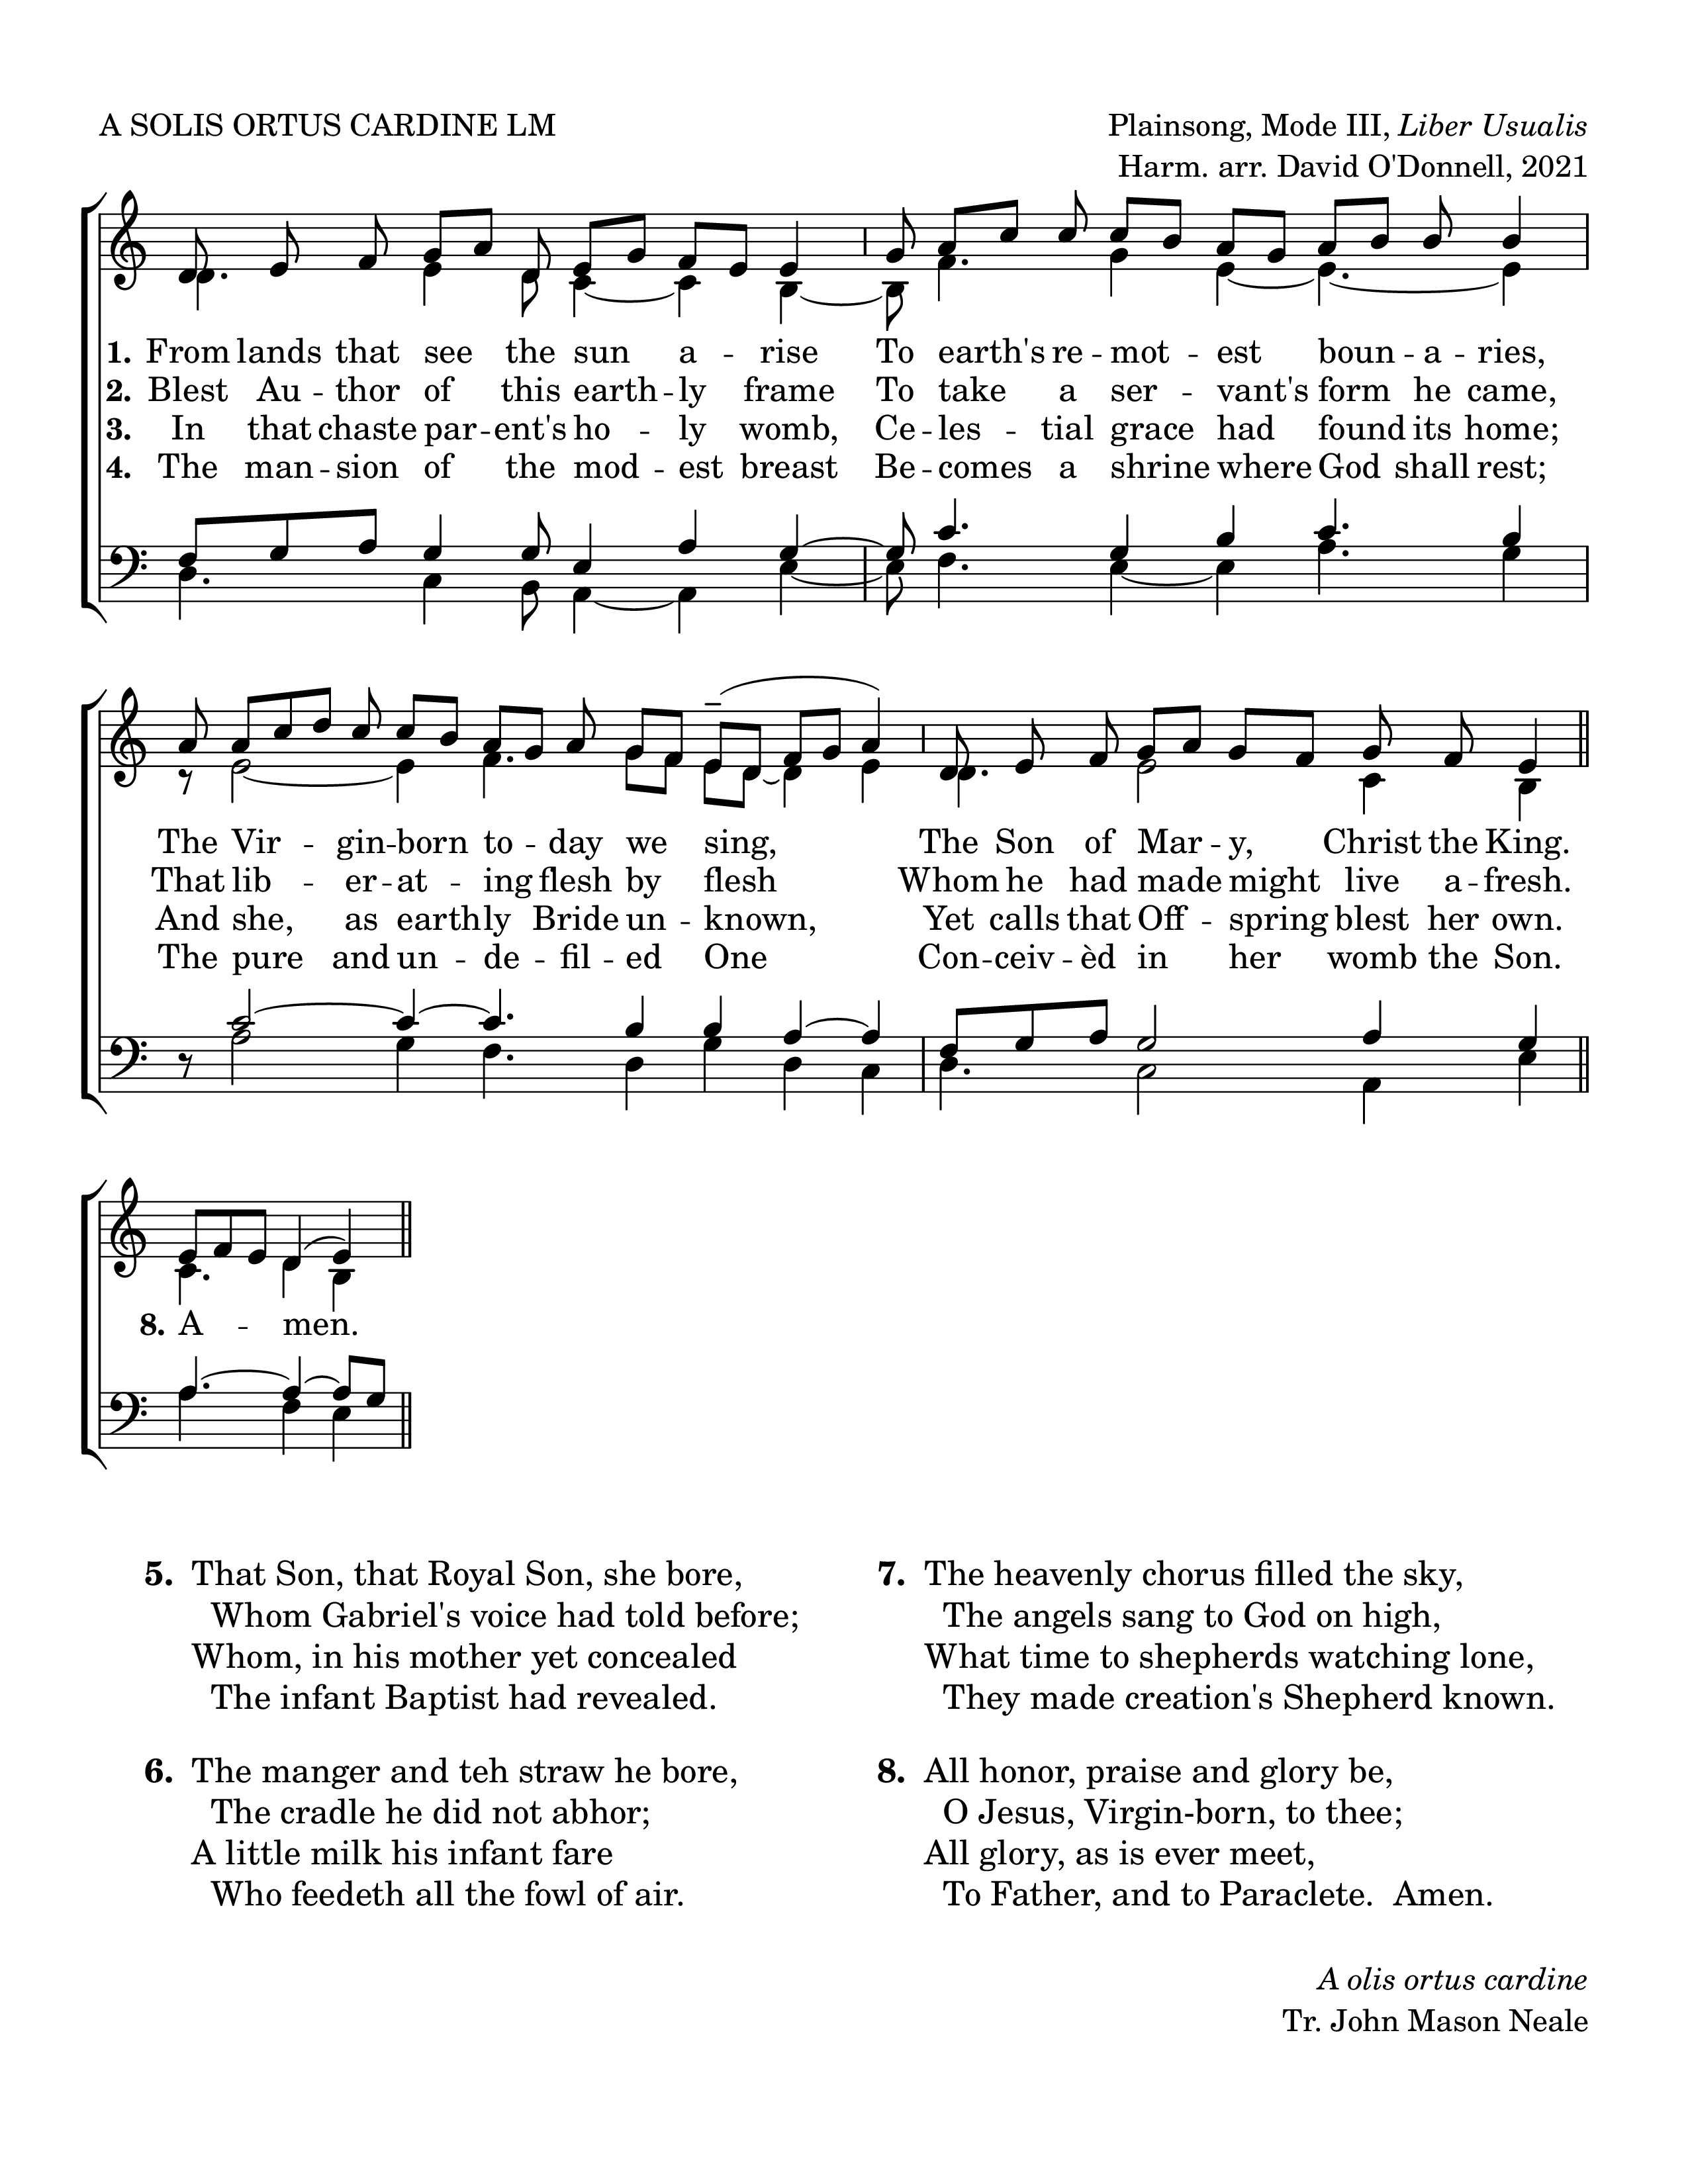 A SOLIS ORTUS CARDINE LM
Plainsong, Mode III, Liber Usualis
Harm. arr. David O'Donnell, 2021
1. From lands that see the sun a - rise To earth's re - mot - est boun - a - ries,
2. Blest Au - thor of this earth - ly frame To take a ser - vant's form he came,
3. In that chaste par - ent's ho - ly womb, Ce - les - tial grace had found its home;
4. The man - sion of the mod - est breast Be - comes a shrine where God shall rest;
The Vir - gin - born to - day we sing, The Son of Mar - y, Christ the King.
That lib - er - at - ing flesh by flesh Whom he had made might live a - fresh.
And she, as earthly Bride un - known, Yet calls that Off - spring blest her own.
The pure and un - de - fil - ed One Con - ceiv - èd in her womb the Son.
8. A - men.
5. That Son, that Royal Son, she bore,
Whom Gabriel's voice had told before;
Whom, in his mother yet concealed
The infant Baptist had revealed.
6. The manger and teh straw he bore,
The cradle he did not abhor;
A little milk his infant fare
Who feedeth all the fowl of air.
7. The heavenly chorus filled the sky,
The angels sang to God on high,
What time to shepherds watching lone,
They made creation's Shepherd known.
8. All honor, praise and glory be,
O Jesus, Virgin-born, to thee;
All glory, as is ever meet,
To Father, and to Paraclete. Amen.
A olis ortus cardine
Tr. John Mason Neale